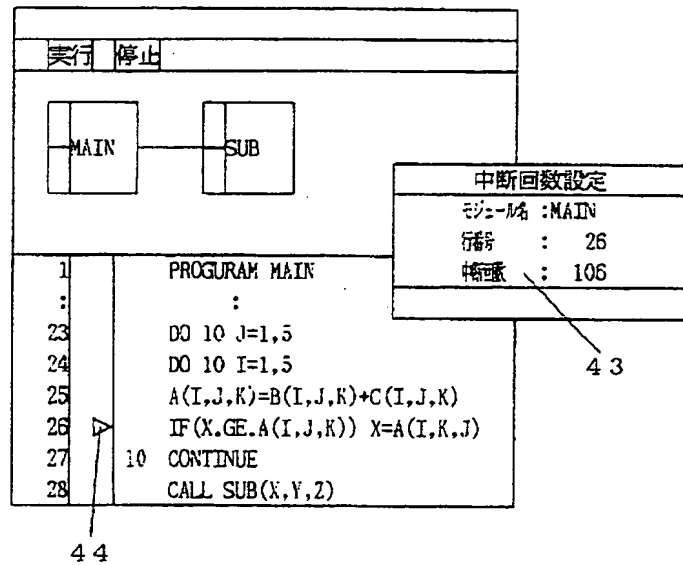 実行 停止
MAIN SUB
中断回数設定
モジュール名 :MAIN
行番号 : 26
中断回数 : 106
43
1 PROGURAM MAIN
: :
23 DO 10 J=1,5
24 DO 10 I=1,5
25 A(I,J,K)=B(I,J,K)+C(I,J,K)
26 IF(X.GE.A(I,J,K)) X=A(I,K,J)
27 10 CONTINUE
28 CALL SUB(X,Y,Z)
44